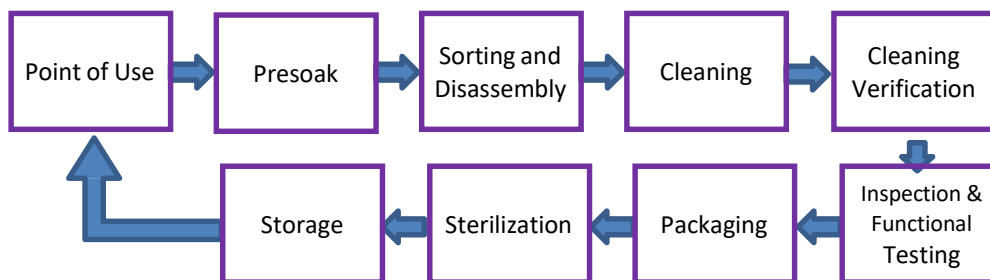 Point of Use
Presoak
Sorting and
Disassembly
Cleaning
Cleaning
Verification
Inspection &
Functional
Testing
Packaging
Sterilization
Storage